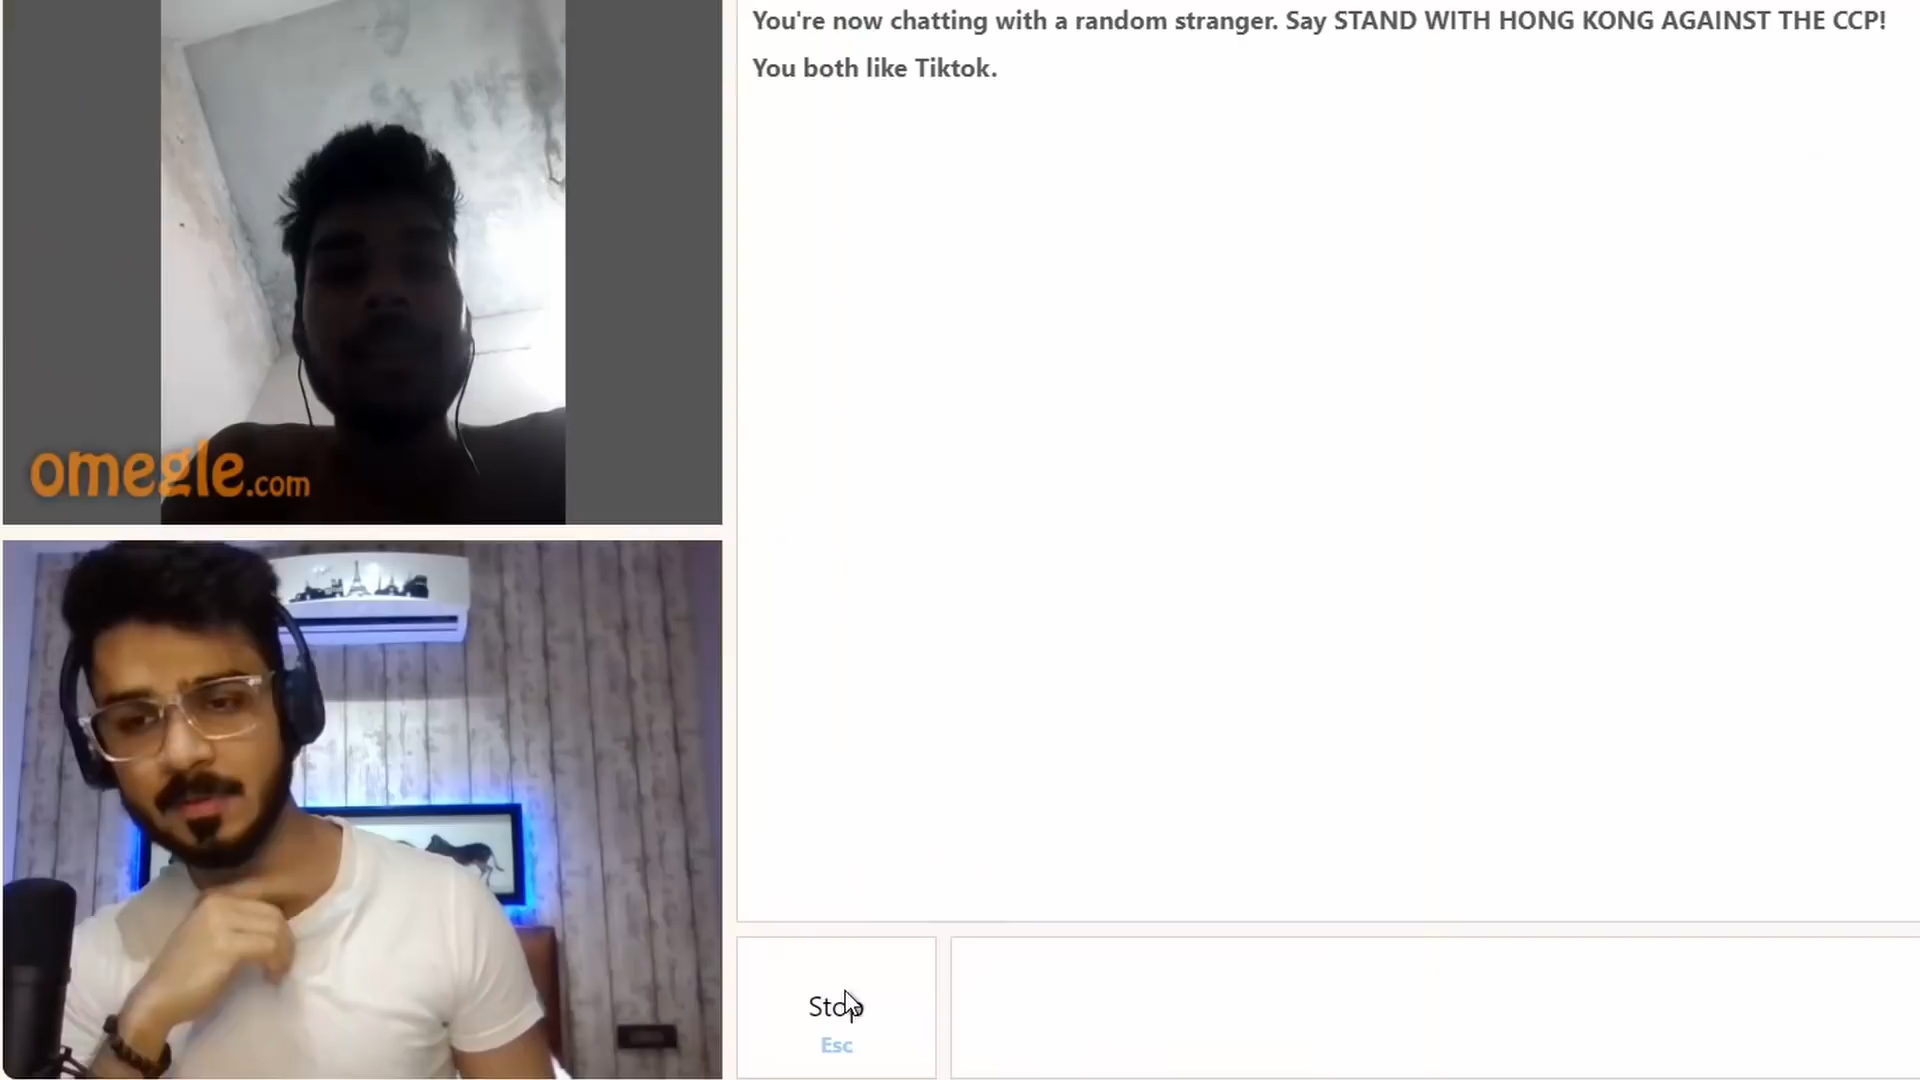 You're now chatting with a random stranger. Say STAND WITH HONG KONG AGAINST THE CCP!
You both like Tiktok.
omegle.com
Stop
Esc